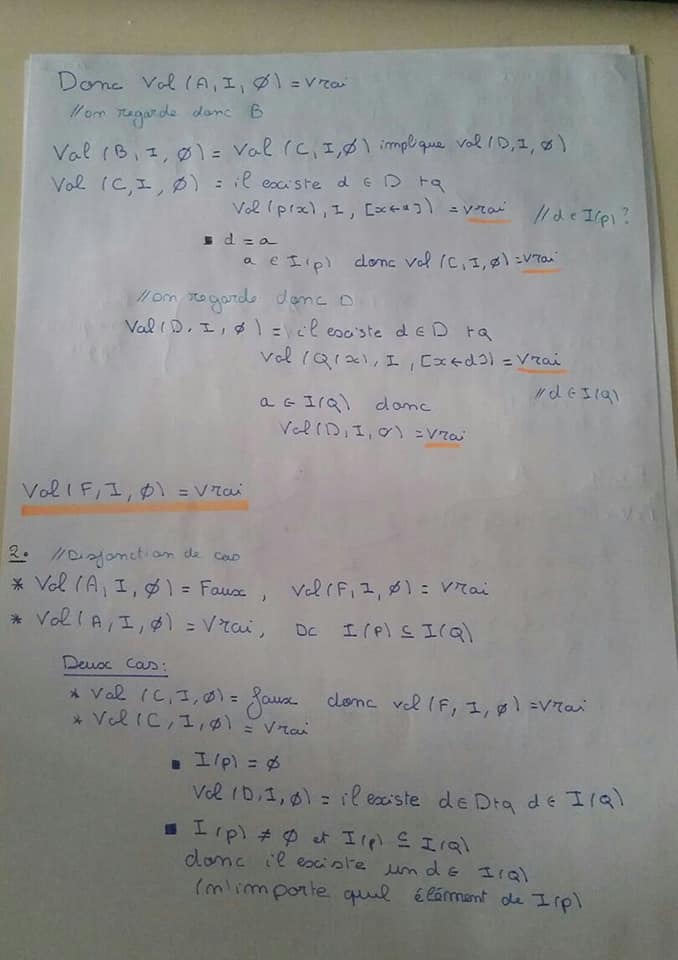 Donc Val (A, I, Ø) = Vrai
// on regarde donc B
Val (B, I, Ø) = Val (C, I, Ø) implique Val (D, I, Ø)
Val (C, I, Ø) = il existe d ∈ D tq
Val (p(x), I, [x←d]) = Vrai // d ∈ I(p) ?
▪ d = a
a ∈ I(p) donc Val (C, I, Ø) = Vrai
// on regarde donc D
Val (D, I, Ø) = il existe d ∈ D tq
Val (Q(x), I, [x←d]) = Vrai
// d ∈ I(Q)
a ∈ I(Q) donc
Val (D, I, Ø) = Vrai
Val (F, I, Ø) = Vrai
2. // Disjonction de cas
* Val (A, I, Ø) = Faux, Val (F, I, Ø) = Vrai
* Val (A, I, Ø) = Vrai, Dc I(p) ⊆ I(Q)
Deux cas:
* Val (C, I, Ø) = faux donc val (F, I, Ø) = Vrai
* Val (C, I, Ø) = Vrai
▪ I(p) = Ø
Val (D, I, Ø) = il existe d ∈ D tq d ∈ I(Q)
▪ I(p) ≠ Ø et I(p) ⊆ I(Q)
donc il existe un d ∈ I(Q)
(n'importe quel élément de I(p)